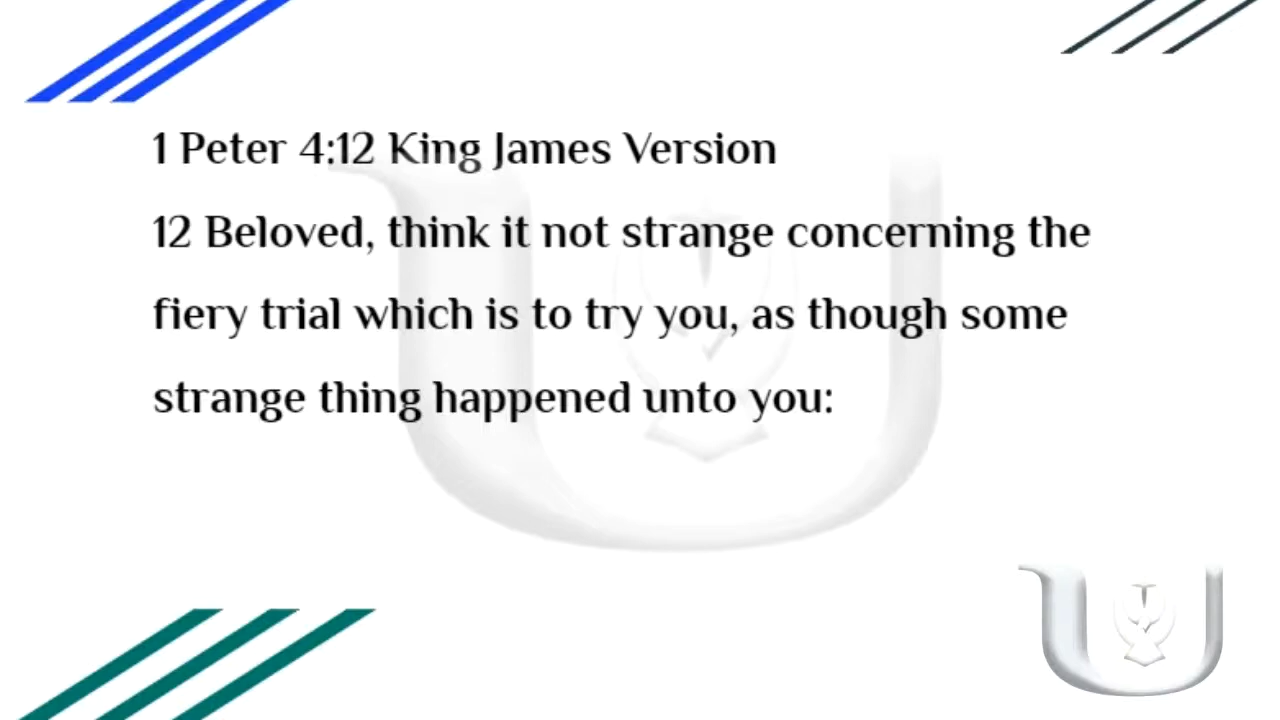 1 Peter 4:12 King James Version
12 Beloved, think it not strange concerning the
fiery trial which is to try you, as though some
strange thing happened unto you: